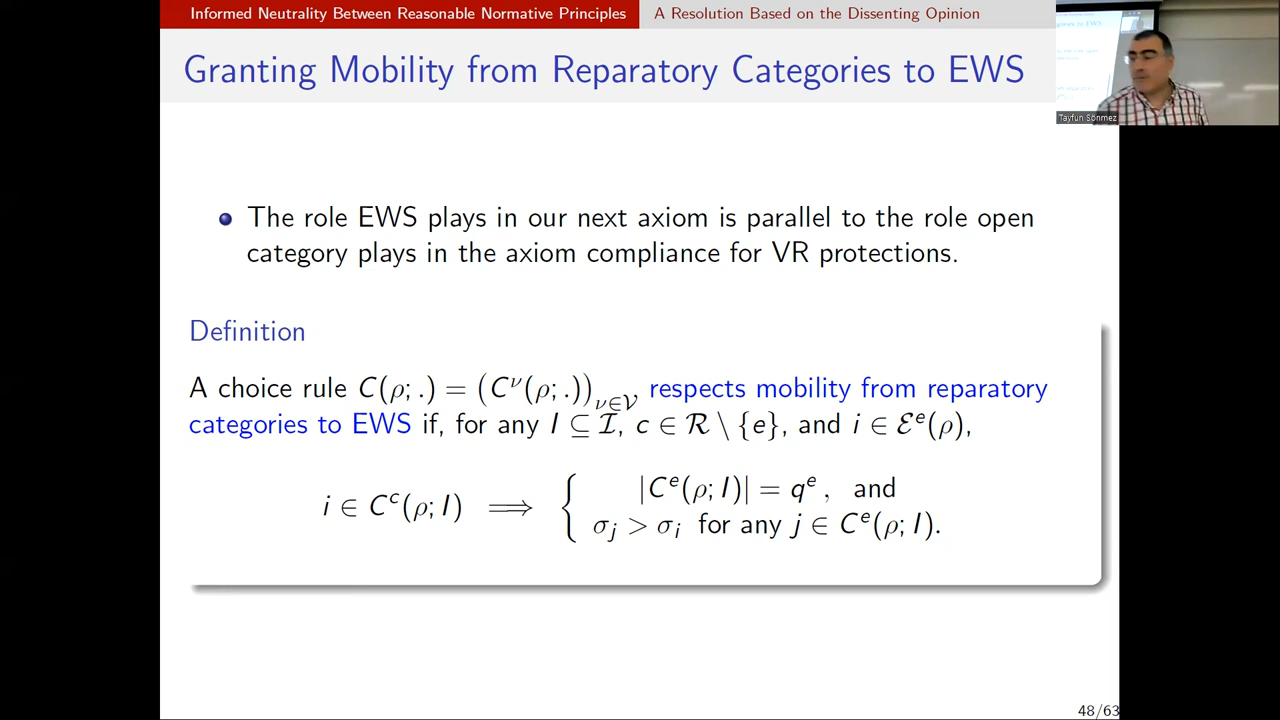 Informed Neutrality Between Reasonable Normative Principles A Resolution Based on the Dissenting Opinion
Granting Mobility from Reparatory Categories to EWS
Tayfun Sönmez
The role EWS plays in our next axiom is parallel to the role open
category plays in the axiom compliance for VR protections.
Definition
A choice rule C(ρ; .) = (C^ν(ρ; .))_{ν∈𝒱}, respects mobility from reparatory
categories to EWS if, for any I ⊆ ℐ, c ∈ ℛ \ {e}, and i ∈ ℰ^e(ρ),
i ∈ C^c(ρ; I) ⟹ { |C^e(ρ; I)| = q^e, and
σ_j > σ_i for any j ∈ C^e(ρ; I).
48/63